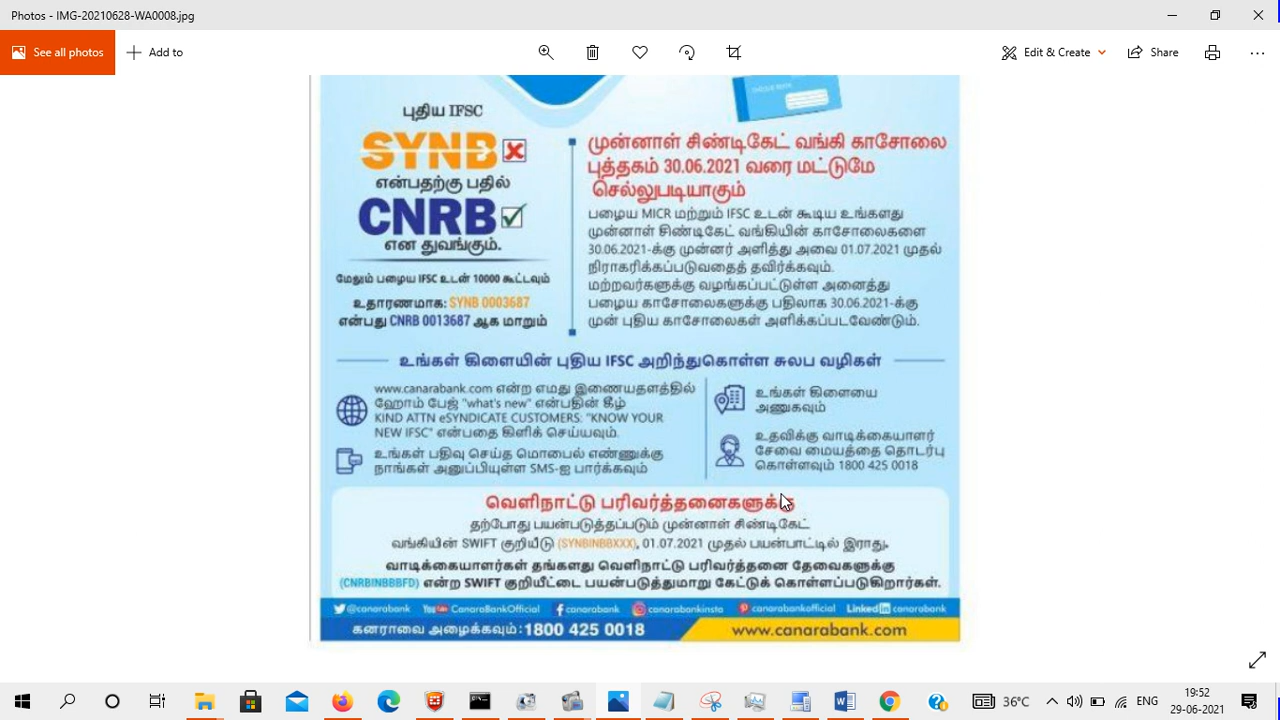 Photos - IMG-20210628-WA0008.jpg
See all photos
Add to
Edit & Create
Share
புதிய IFSC
SYNB
என்பதற்கு பதில்
CNRB
என துவங்கும்.
மேலும் பழைய IFSC உடன் 10000 கூட்டவும்
உதாரணமாக: SYNB 0003687
என்பது CNRB 0013687 ஆக மாறும்
முன்னாள் சிண்டிகேட் வங்கி காசோலை
புத்தகம் 30.06.2021 வரை மட்டுமே
செல்லுபடியாகும்
பழைய MICR மற்றும் IFSC உடன் கூடிய உங்களது
முன்னாள் சிண்டிகேட் வங்கியின் காசோலைகளை
30.06.2021-க்கு முன்னர் அளித்து அவை 01.07.2021 முதல்
நிராகரிக்கப்படுவதைத் தவிர்க்கவும்.
மற்றவர்களுக்கு வழங்கப்பட்டுள்ள அனைத்து
பழைய காசோலைகளுக்கு பதிலாக 30.06.2021-க்கு
முன் புதிய காசோலைகள் அளிக்கப்படவேண்டும்.
உங்கள் கிளையின் புதிய IFSC அறிந்துகொள்ள சுலப வழிகள்
www.canarabank.com என்ற எமது இணையதளத்தில்
ஹோம் பேஜ் "what's new" என்பதின் கீழ்
KIND ATTN eSYNDICATE CUSTOMERS: "KNOW YOUR
NEW IFSC" என்பதை கிளிக் செய்யவும்.
உங்கள் பதிவு செய்த மொபைல் எண்ணுக்கு
நாங்கள் அனுப்பியுள்ள SMS-ஐ பார்க்கவும்
உங்கள் கிளையை
அணுகவும்
உதவிக்கு வாடிக்கையாளர்
சேவை மையத்தை தொடர்பு
கொள்ளவும் 1800 425 0018
வெளிநாட்டு பரிவர்த்தனைகளுக்கு
தற்போது பயன்படுத்தப்படும் முன்னாள் சிண்டிகேட்
வங்கியின் SWIFT குறியீடு (SYNBINBBXXX), 01.07.2021 முதல் பயன்பாட்டில் இராது.
வாடிக்கையாளர்கள் தங்களது வெளிநாட்டு பரிவர்த்தனை தேவைகளுக்கு
(CNRBINBBBFD) என்ற SWIFT குறியீட்டை பயன்படுத்துமாறு கேட்டுக் கொள்ளப்படுகிறார்கள்.
@canarabank YouTube CanaraBankOfficial canarabank canarabankinsta canarabankofficial Linked in canarabank
கனராவை அழைக்கவும்: 1800 425 0018
www.canarabank.com
36°C
ENG
9:52
29-06-2021